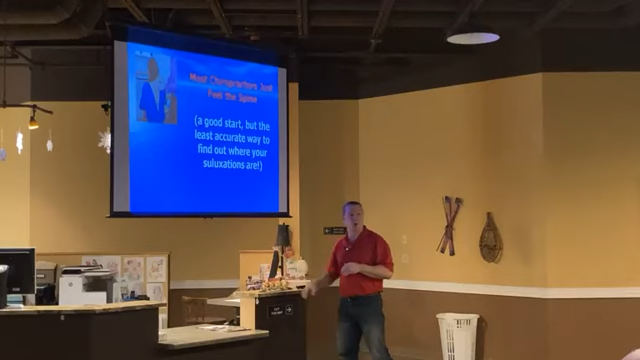 Most Chiropractors Just
Feel the Spine
(a good start, but the
least accurate way to
find out where your
suluxations are!)